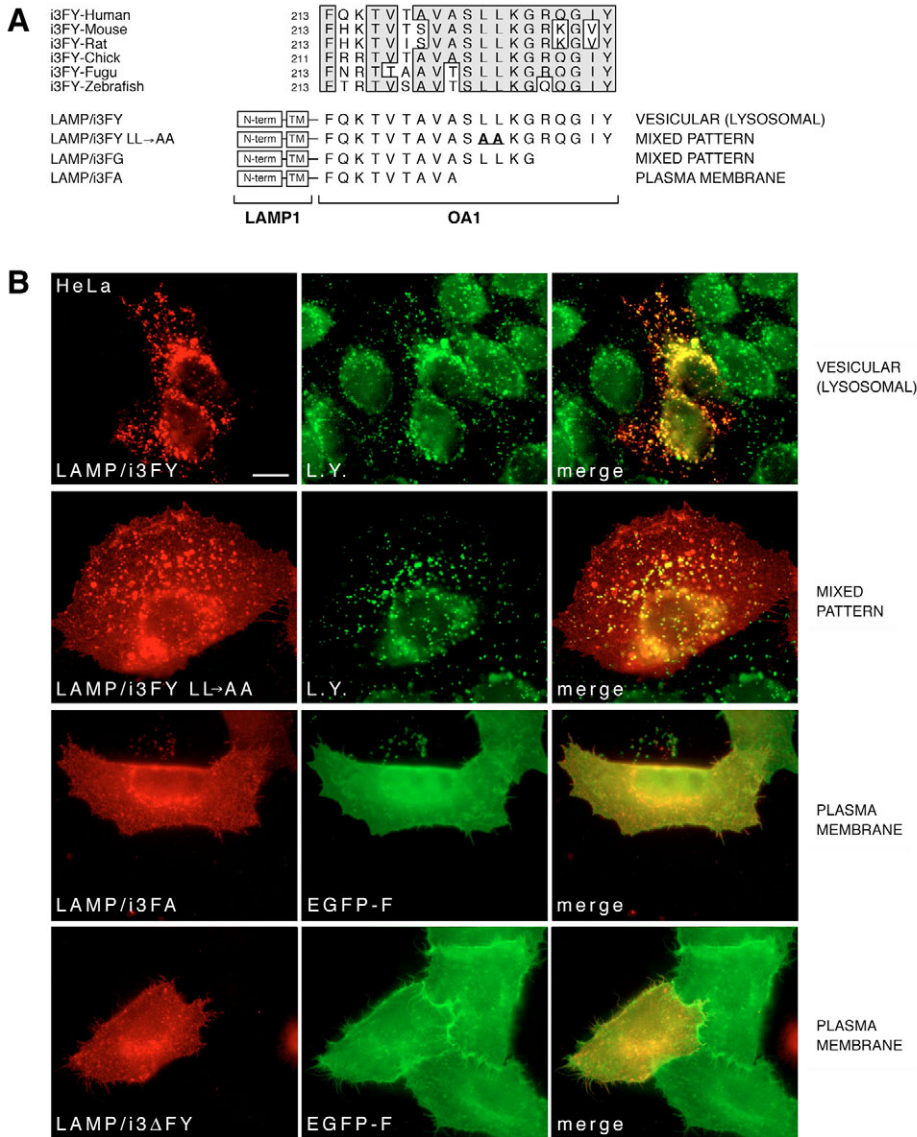 A
i3FY-Human 213 F Q K T V T A V A S L L K G R Q G I Y
i3FY-Mouse 213 F H K T V T S V A S L L K G R K G V Y
i3FY-Rat 213 F H K T V I S V A S L L K G R K G I Y
i3FY-Chick 211 F R R T V T A V A S L L K G R Q G I Y
i3FY-Fugu 213 F N R T T A A V T S L L K G R Q G I Y
i3FY-Zebrafish 213 F T R T V S A V T S L L K G Q Q G I Y
LAMP/i3FY N-term TM F Q K T V T A V A S L L K G R Q G I Y VESICULAR (LYSOSOMAL)
LAMP/i3FY LL→AA N-term TM F Q K T V T A V A S A A K G R Q G I Y MIXED PATTERN
LAMP/i3FG N-term TM F Q K T V T A V A S L L K G MIXED PATTERN
LAMP/i3FA N-term TM F Q K T V T A V A PLASMA MEMBRANE
LAMP1 OA1
B
HeLa
LAMP/i3FY L.Y. merge
VESICULAR
(LYSOSOMAL)
LAMP/i3FY LL→AA L.Y. merge
MIXED
PATTERN
LAMP/i3FA EGFP-F merge
PLASMA
MEMBRANE
LAMP/i3ΔFY EGFP-F merge
PLASMA
MEMBRANE